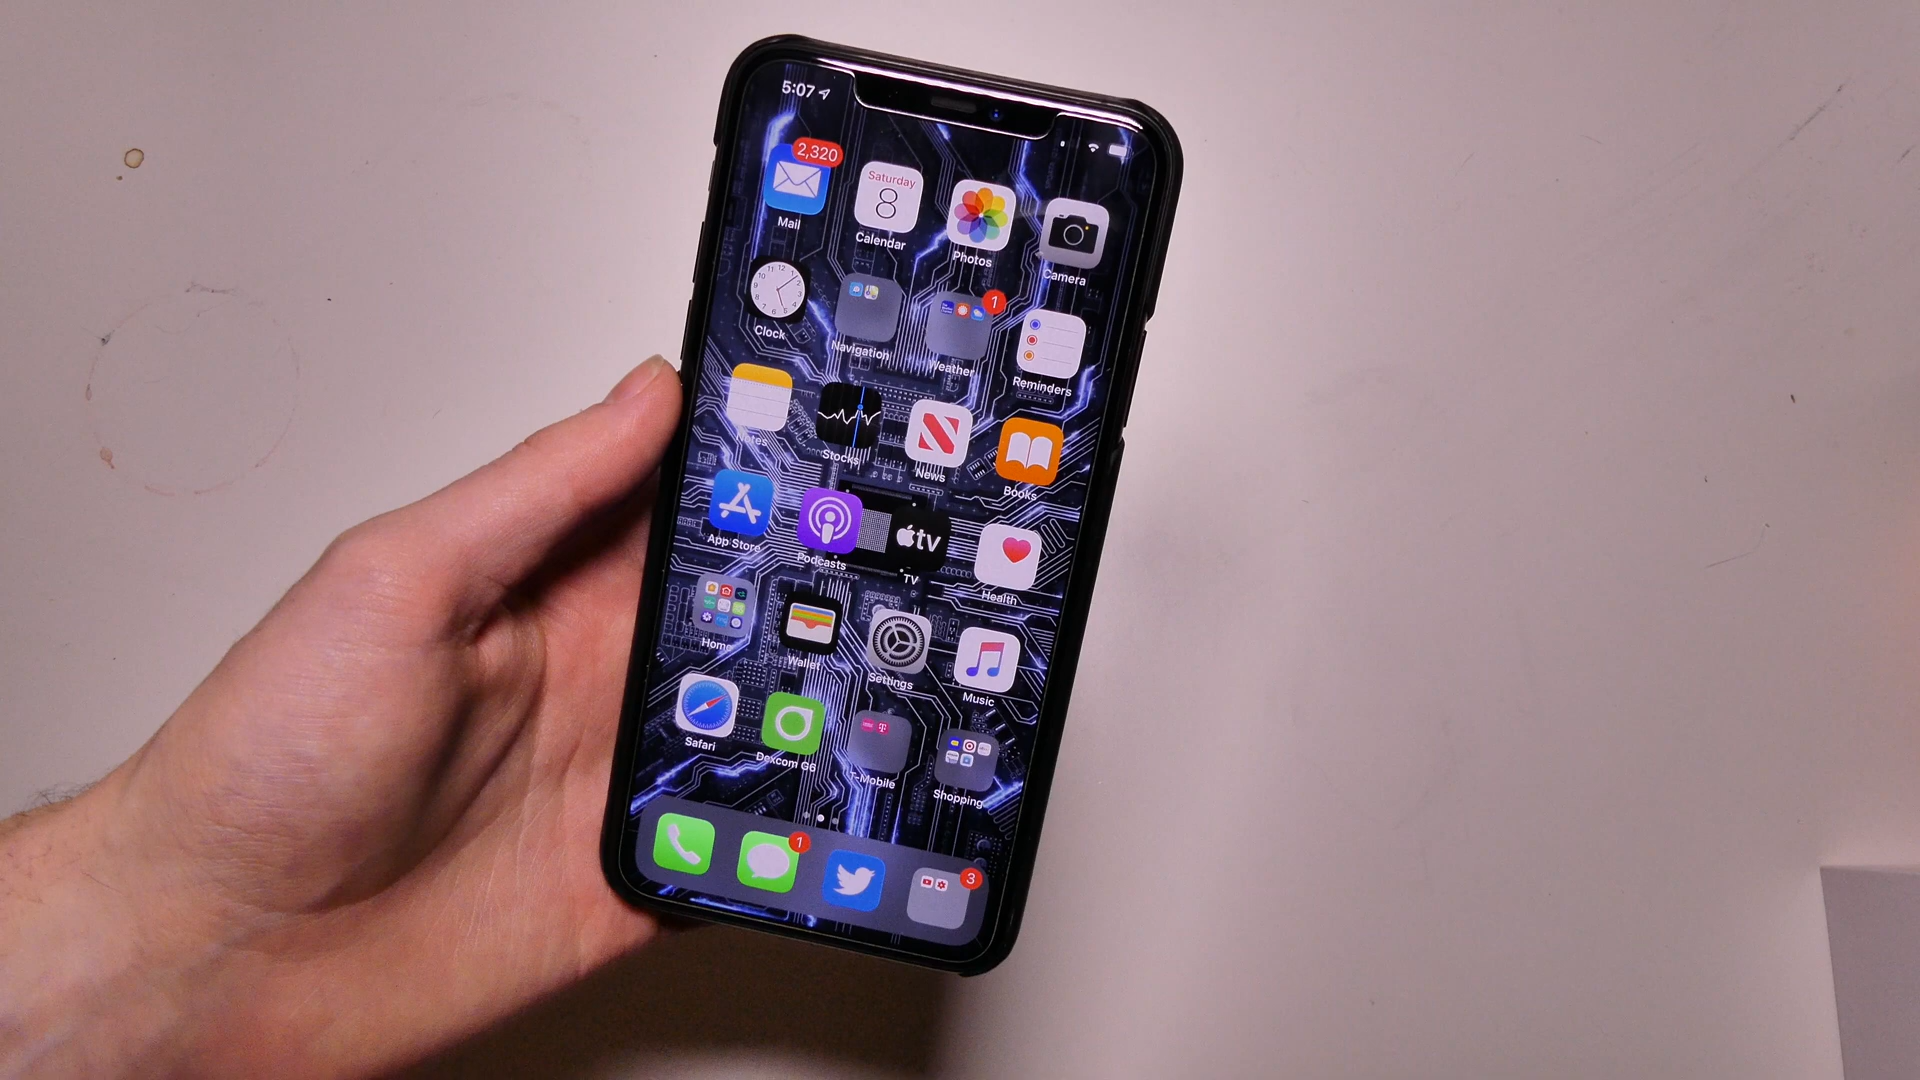 5:07
2,320
Mail
Saturday
8
Calendar
Photos
Camera
Clock
Navigation
1
Weather
Reminders
Notes
Stocks
News
Books
App Store
Podcasts
tv
TV
Health
Home
Wallet
Settings
Music
Safari
Dexcom G6
T-Mobile
Shopping
1
3